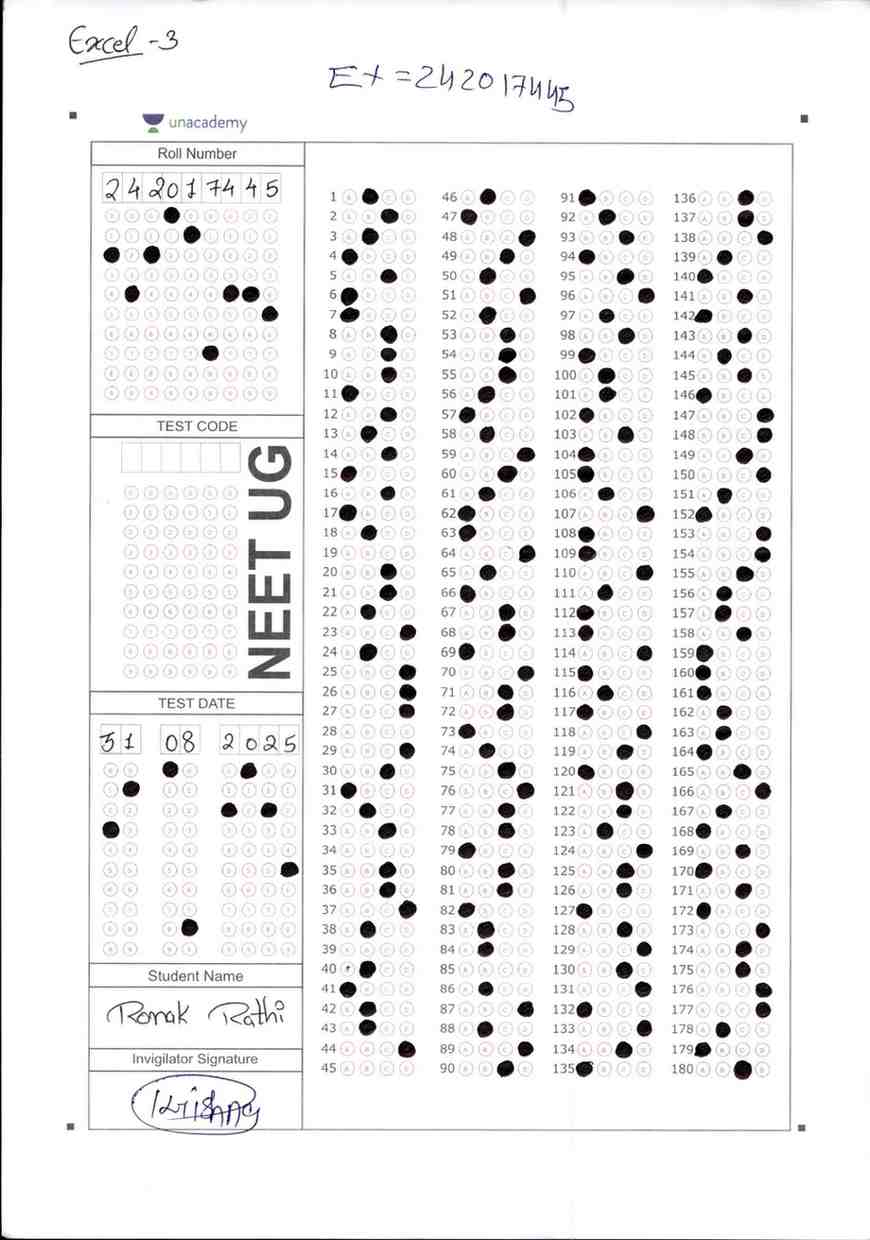 Excel -3
E+ = 242017445
unacademy
Roll Number
2 4 2 0 1 7 4 4 5
TEST CODE
NEET UG
TEST DATE
31 08 2025
Student Name
Ronak Rathi
Invigilator Signature
1 46 91 136
2 47 92 137
3 48 93 138
4 49 94 139
5 50 95 140
6 51 96 141
7 52 97 142
8 53 98 143
9 54 99 144
10 55 100 145
11 56 101 146
12 57 102 147
13 58 103 148
14 59 104 149
15 60 105 150
16 61 106 151
17 62 107 152
18 63 108 153
19 64 109 154
20 65 110 155
21 66 111 156
22 67 112 157
23 68 113 158
24 69 114 159
25 70 115 160
26 71 116 161
27 72 117 162
28 73 118 163
29 74 119 164
30 75 120 165
31 76 121 166
32 77 122 167
33 78 123 168
34 79 124 169
35 80 125 170
36 81 126 171
37 82 127 172
38 83 128 173
39 84 129 174
40 85 130 175
41 86 131 176
42 87 132 177
43 88 133 178
44 89 134 179
45 90 135 180